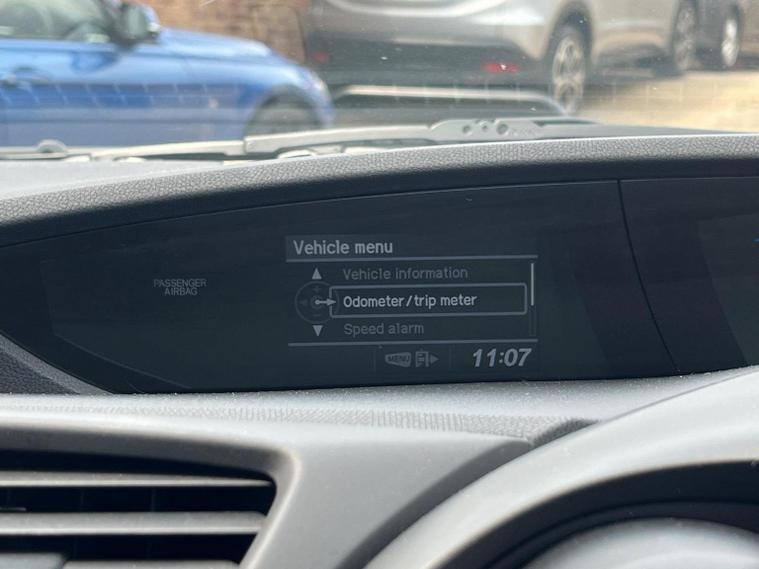 Vehicle menu
Vehicle information
PASSENGER
AIRBAG
Odometer/trip meter
Speed alarm
MENU
11:07